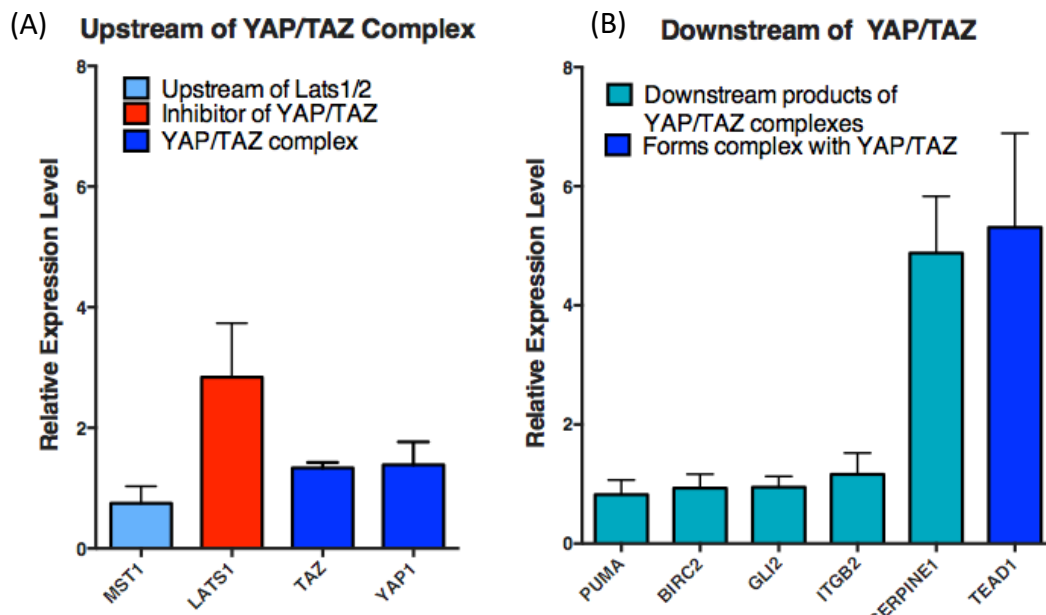 (A)
Upstream of YAP/TAZ Complex
8
6
4
2
0
Relative Expression Level
Upstream of Lats1/2
Inhibitor of YAP/TAZ
YAP/TAZ complex
MST1
LATS1
TAZ
YAP1
(B)
Downstream of YAP/TAZ
8
6
4
2
0
Relative Expression Level
Downstream products of
YAP/TAZ complexes
Forms complex with YAP/TAZ
PUMA
BIRC2
GLI2
ITGB2
SERPINE1
TEAD1